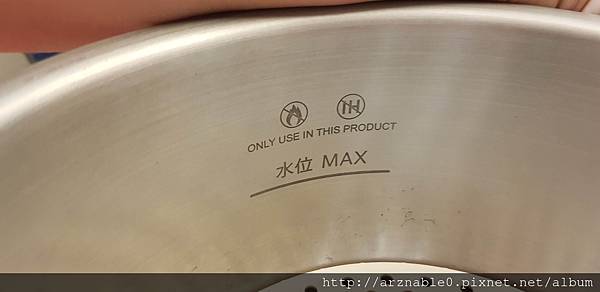 ONLY USE IN THIS PRODUCT
水位 MAX
http://arznable0.pixnet.net/album